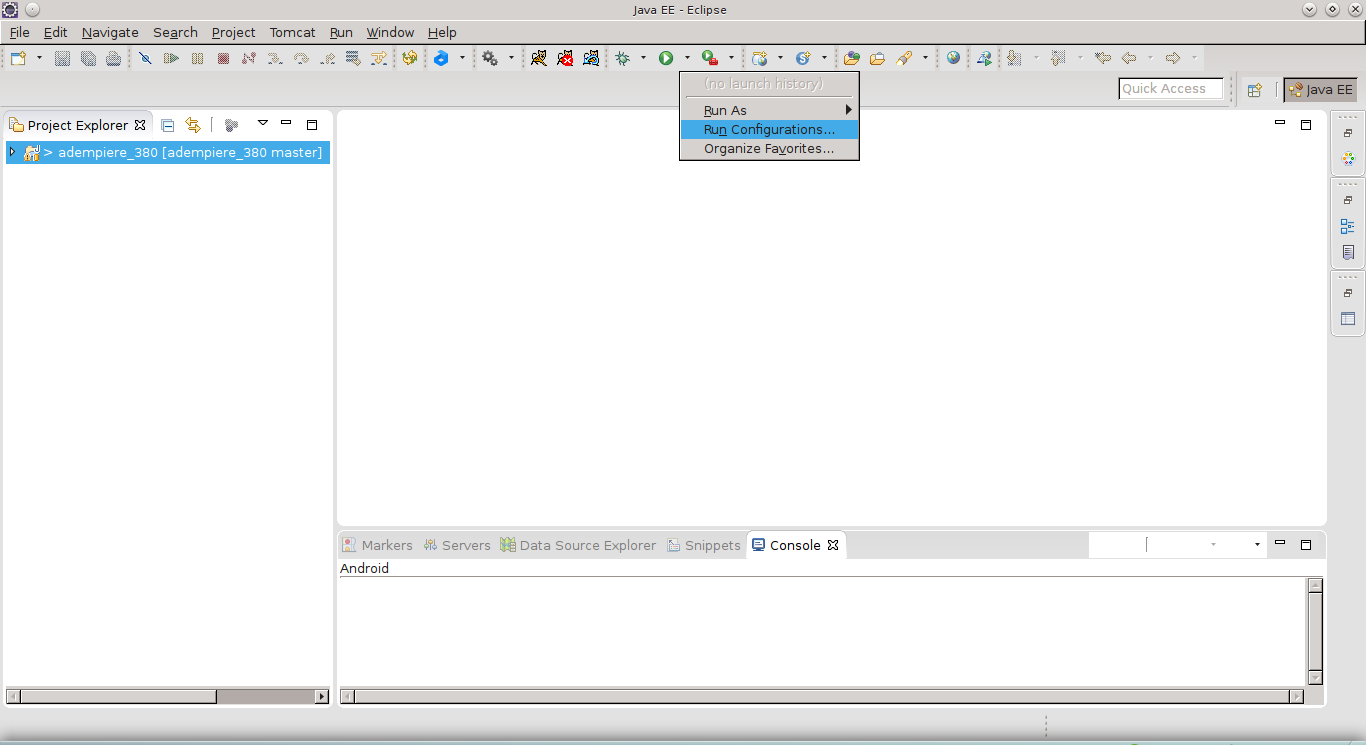 Java EE - Eclipse
File Edit Navigate Search Project Tomcat Run Window Help
(no launch history)
Run As
Run Configurations...
Organize Favorites...
Quick Access
Java EE
Project Explorer
> adempiere_380 [adempiere_380 master]
Markers Servers Data Source Explorer Snippets Console
Android